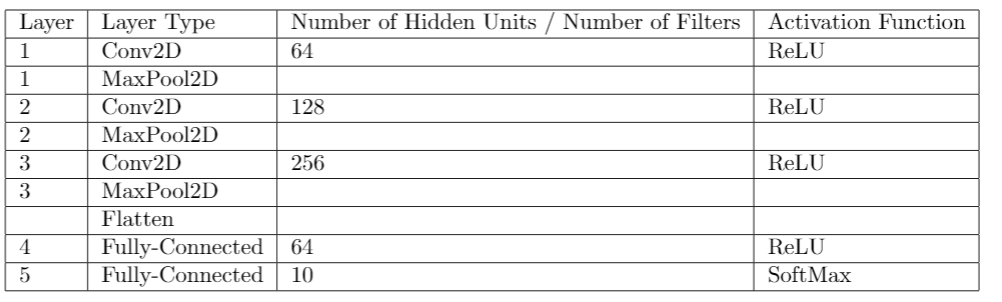 Layer Layer Type Number of Hidden Units / Number of Filters Activation Function
1 Conv2D 64 ReLU
1 MaxPool2D
2 Conv2D 128 ReLU
2 MaxPool2D
3 Conv2D 256 ReLU
3 MaxPool2D
Flatten
4 Fully-Connected 64 ReLU
5 Fully-Connected 10 SoftMax